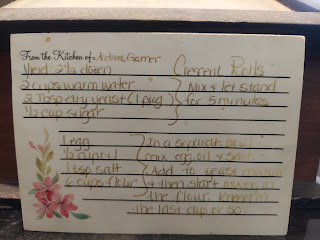 From the Kitchen of Andrea Garner
Yield: 2½ dozen Crescent Rolls
2 cups warm water } Mix & let stand
2 Tbsp dry yeast (1 pkg.) for 5 minutes
½ cup sugar
1 egg } In a separate bowl
½ cup oil mix egg, oil & salt
1 tsp. salt } Add to yeast mixture
6 cups flour & then start mixing in
the flour. Knead in
the last cup or so.